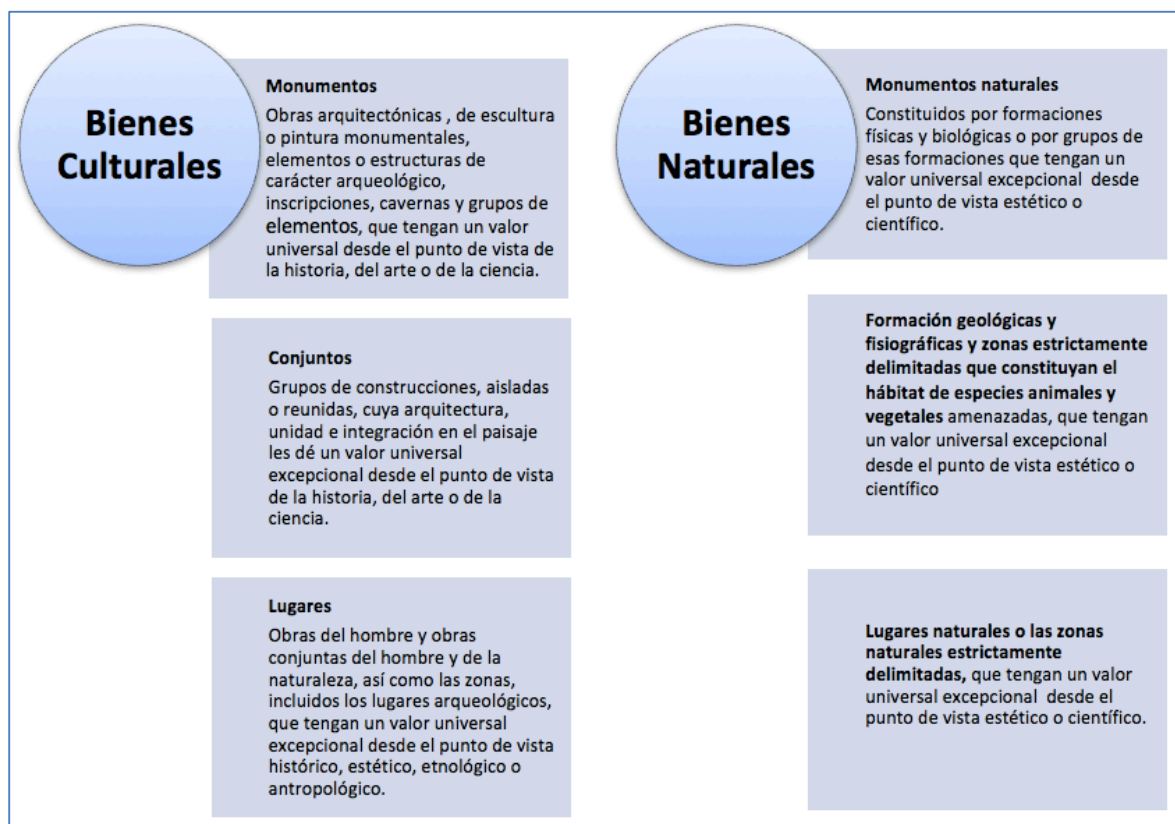 Bienes
Culturales
Monumentos
Obras arquitectónicas , de escultura
o pintura monumentales,
elementos o estructuras de
carácter arqueológico,
inscripciones, cavernas y grupos de
elementos, que tengan un valor
universal desde el punto de vista de
la historia, del arte o de la ciencia.
Conjuntos
Grupos de construcciones, aisladas
o reunidas, cuya arquitectura,
unidad e integración en el paisaje
les dé un valor universal
excepcional desde el punto de vista
de la historia, del arte o de la
ciencia.
Lugares
Obras del hombre y obras
conjuntas del hombre y de la
naturaleza, así como las zonas,
incluidos los lugares arqueológicos,
que tengan un valor universal
excepcional desde el punto de vista
histórico, estético, etnológico o
antropológico.
Bienes
Naturales
Monumentos naturales
Constituidos por formaciones
físicas y biológicas o por grupos de
esas formaciones que tengan un
valor universal excepcional desde
el punto de vista estético o
científico.
Formación geológicas y
fisiográficas y zonas estrictamente
delimitadas que constituyan el
hábitat de especies animales y
vegetales amenazadas, que tengan
un valor universal excepcional
desde el punto de vista estético o
científico
Lugares naturales o las zonas
naturales estrictamente
delimitadas, que tengan un valor
universal excepcional desde el
punto de vista estético o científico.